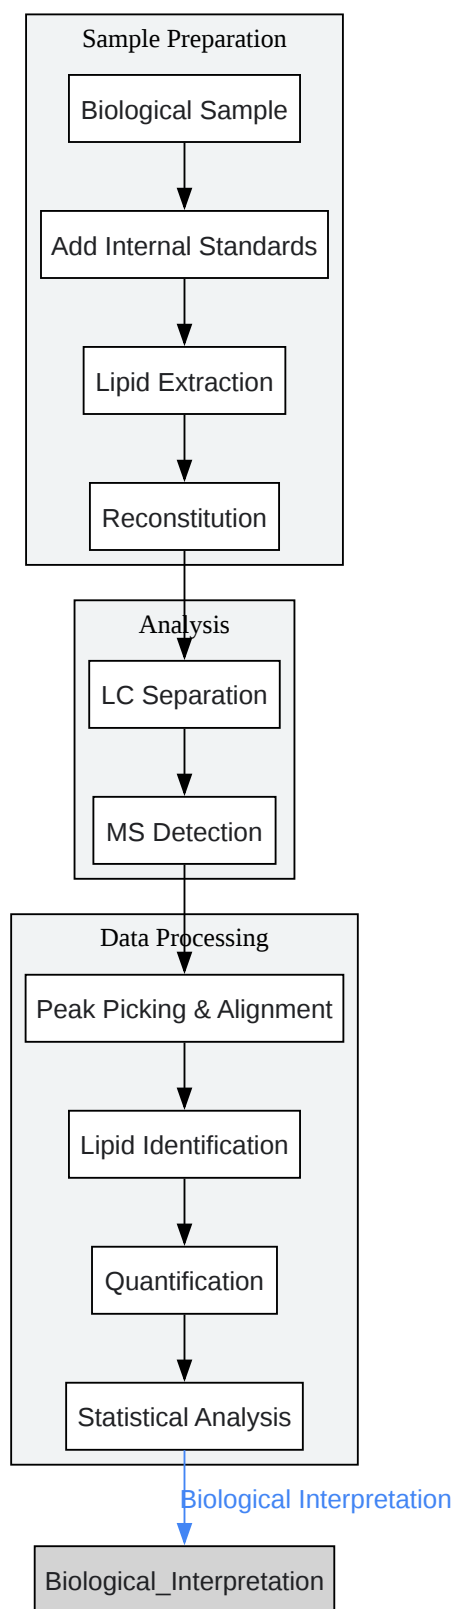 Sample Preparation
Biological Sample
Add Internal Standards
Lipid Extraction
Reconstitution
Analysis
LC Separation
MS Detection
Data Processing
Peak Picking & Alignment
Lipid Identification
Quantification
Statistical Analysis
Biological Interpretation
Biological_Interpretation